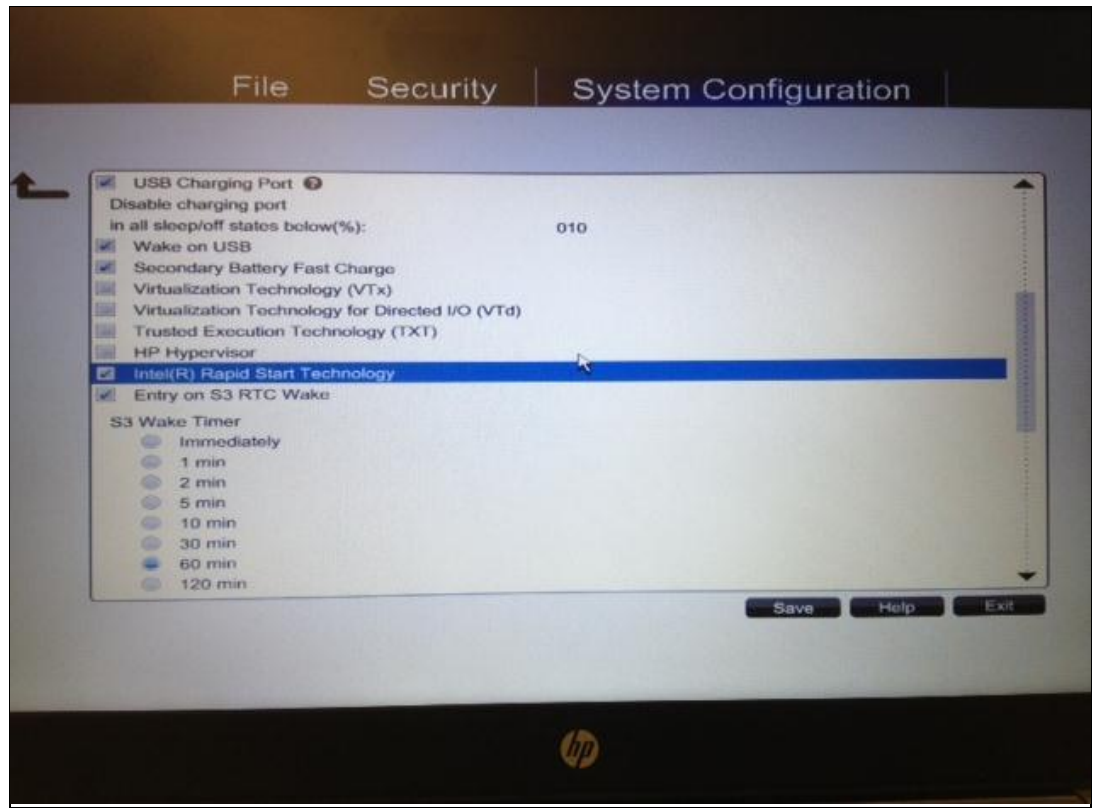 File Security System Configuration
USB Charging Port ?
Disable charging port
in all sleep/off states below(%): 010
Wake on USB
Secondary Battery Fast Charge
Virtualization Technology (VTx)
Virtualization Technology for Directed I/O (VTd)
Trusted Execution Technology (TXT)
HP Hypervisor
Intel(R) Rapid Start Technology
Entry on S3 RTC Wake
S3 Wake Timer
Immediately
1 min
2 min
5 min
10 min
30 min
60 min
120 min
Save Help Exit
hp